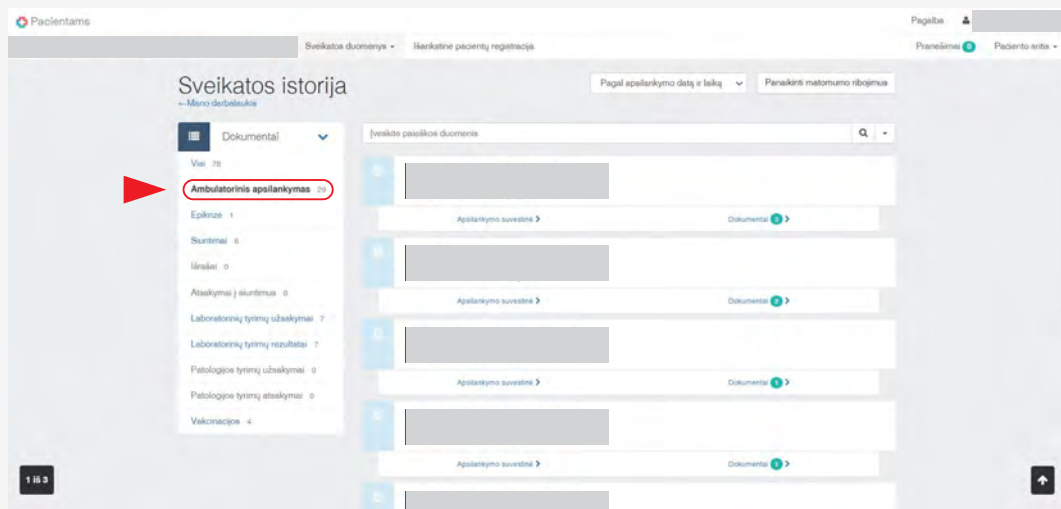 Pacientams
Pagalba
Sveikatos duomenys
Išankstinė pacientų registracija
Pranešimai 0
Paciento sritis
Sveikatos istorija
←Mano darbalaukis
Pagal apsilankymo datą ir laiką
Panaikinti matomumo ribojimus
Dokumentai
Įveskite paieškos duomenis
Visi 78
Ambulatorinis apsilankymas 29
Epikrizė 1
Siuntimai 6
Išrašai 0
Atsakymai į siuntimus 0
Laboratorinių tyrimų užsakymai 7
Laboratorinių tyrimų rezultatai 7
Patologijos tyrimų užsakymai 0
Patologijos tyrimų atsakymai 0
Vakcinacijos 4
Apsilankymo suvestinė
Dokumentai 3
Apsilankymo suvestinė
Dokumentai 2
Apsilankymo suvestinė
Dokumentai 1
Apsilankymo suvestinė
Dokumentai 1
1 iš 3